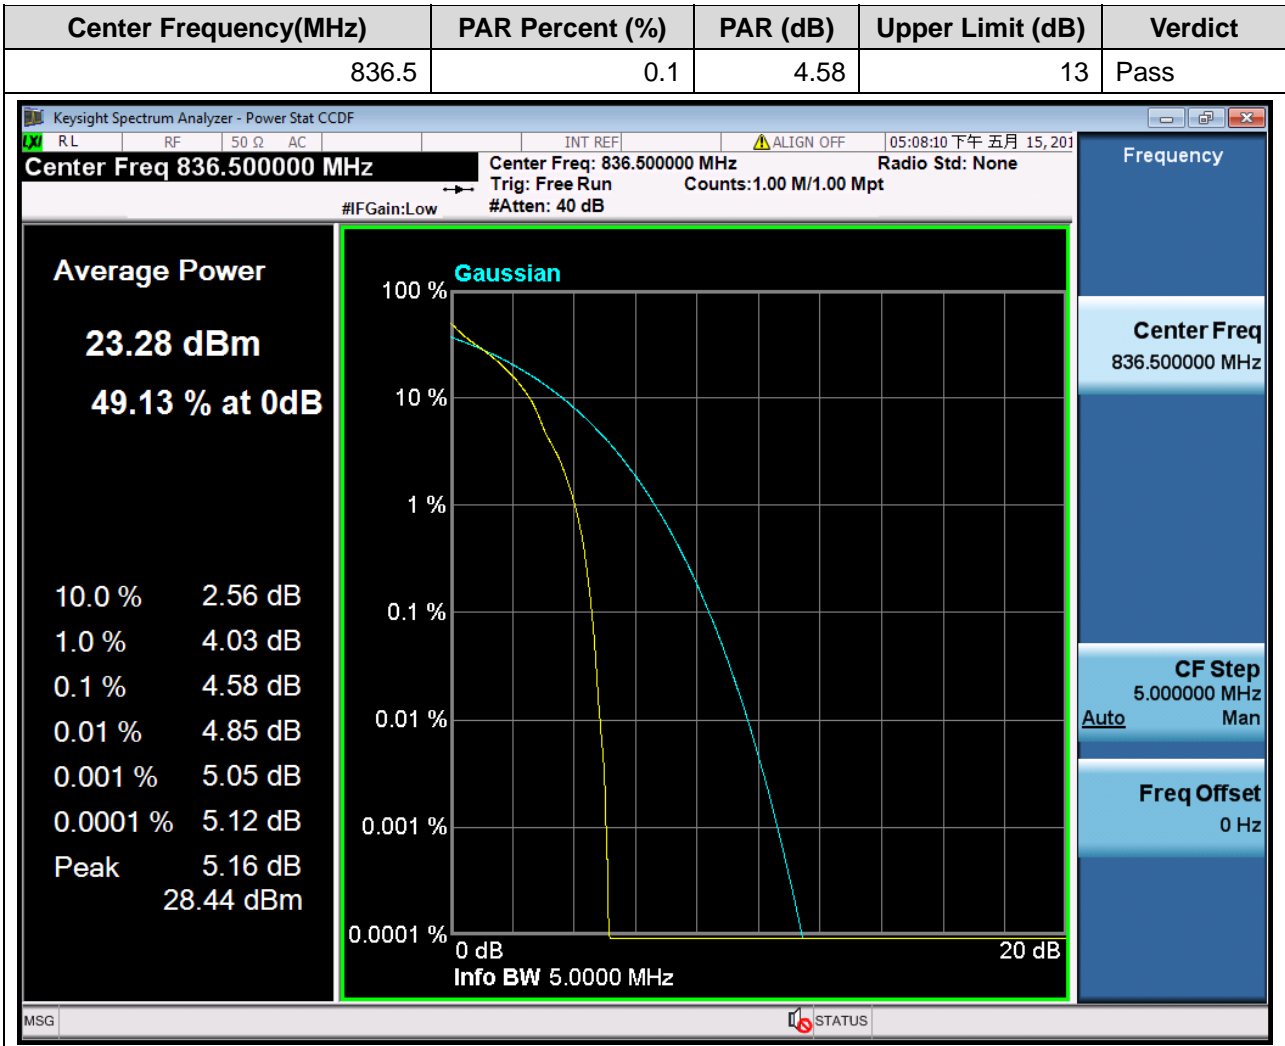 Center Frequency(MHz) PAR Percent (%) PAR (dB) Upper Limit (dB) Verdict
836.5 0.1 4.58 13 Pass
Keysight Spectrum Analyzer - Power Stat CCDF
LXI RL RF 50 Ω AC INT REF ALIGN OFF 05:08:10 下午 五月 15, 201
Center Freq 836.500000 MHz
#IFGain:Low
Center Freq: 836.500000 MHz Radio Std: None
Trig: Free Run Counts:1.00 M/1.00 Mpt
#Atten: 40 dB
Average Power
23.28 dBm
49.13 % at 0dB
10.0 % 2.56 dB
1.0 % 4.03 dB
0.1 % 4.58 dB
0.01 % 4.85 dB
0.001 % 5.05 dB
0.0001 % 5.12 dB
Peak 5.16 dB
28.44 dBm
Gaussian
100 %
10 %
1 %
0.1 %
0.01 %
0.001 %
0.0001 %
0 dB 20 dB
Info BW 5.0000 MHz
Frequency
Center Freq
836.500000 MHz
CF Step
5.000000 MHz
Auto Man
Freq Offset
0 Hz
MSG STATUS